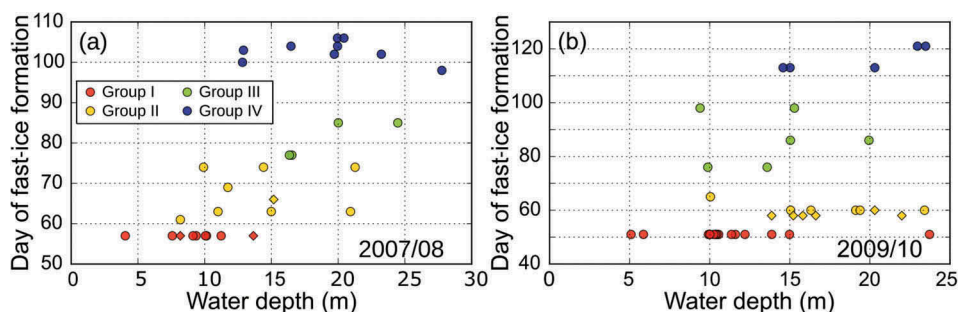 (a)
Day of fast-ice formation
110
100
90
80
70
60
50
Group I
Group II
Group III
Group IV
2007/08
0 5 10 15 20 25 30
Water depth (m)
(b)
Day of fast-ice formation
120
100
80
60
40
2009/10
0 5 10 15 20 25
Water depth (m)